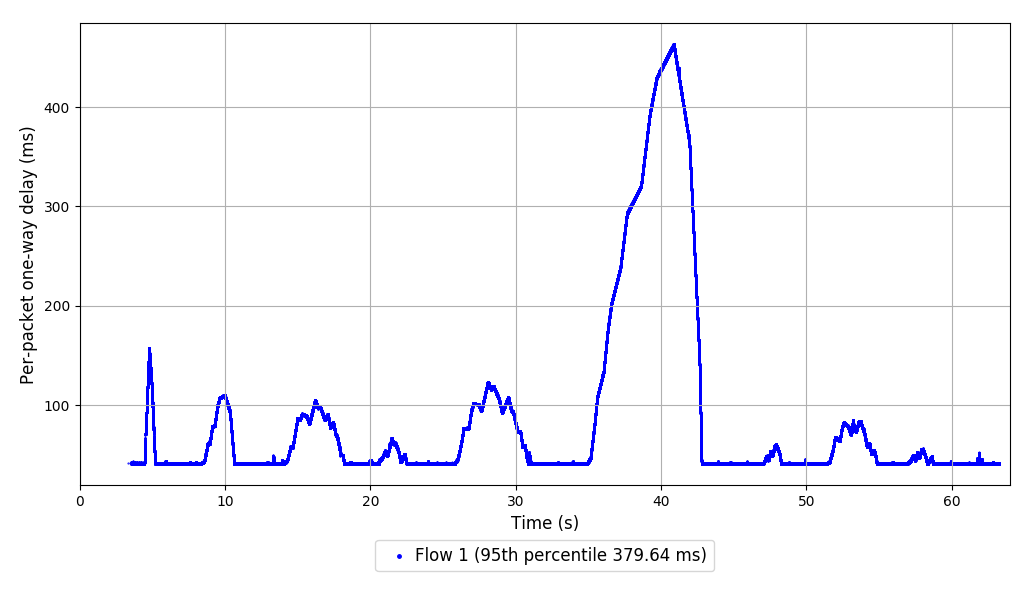 Per-packet one-way delay (ms)
400
300
200
100
0 10 20 30 40 50 60
Time (s)
Flow 1 (95th percentile 379.64 ms)